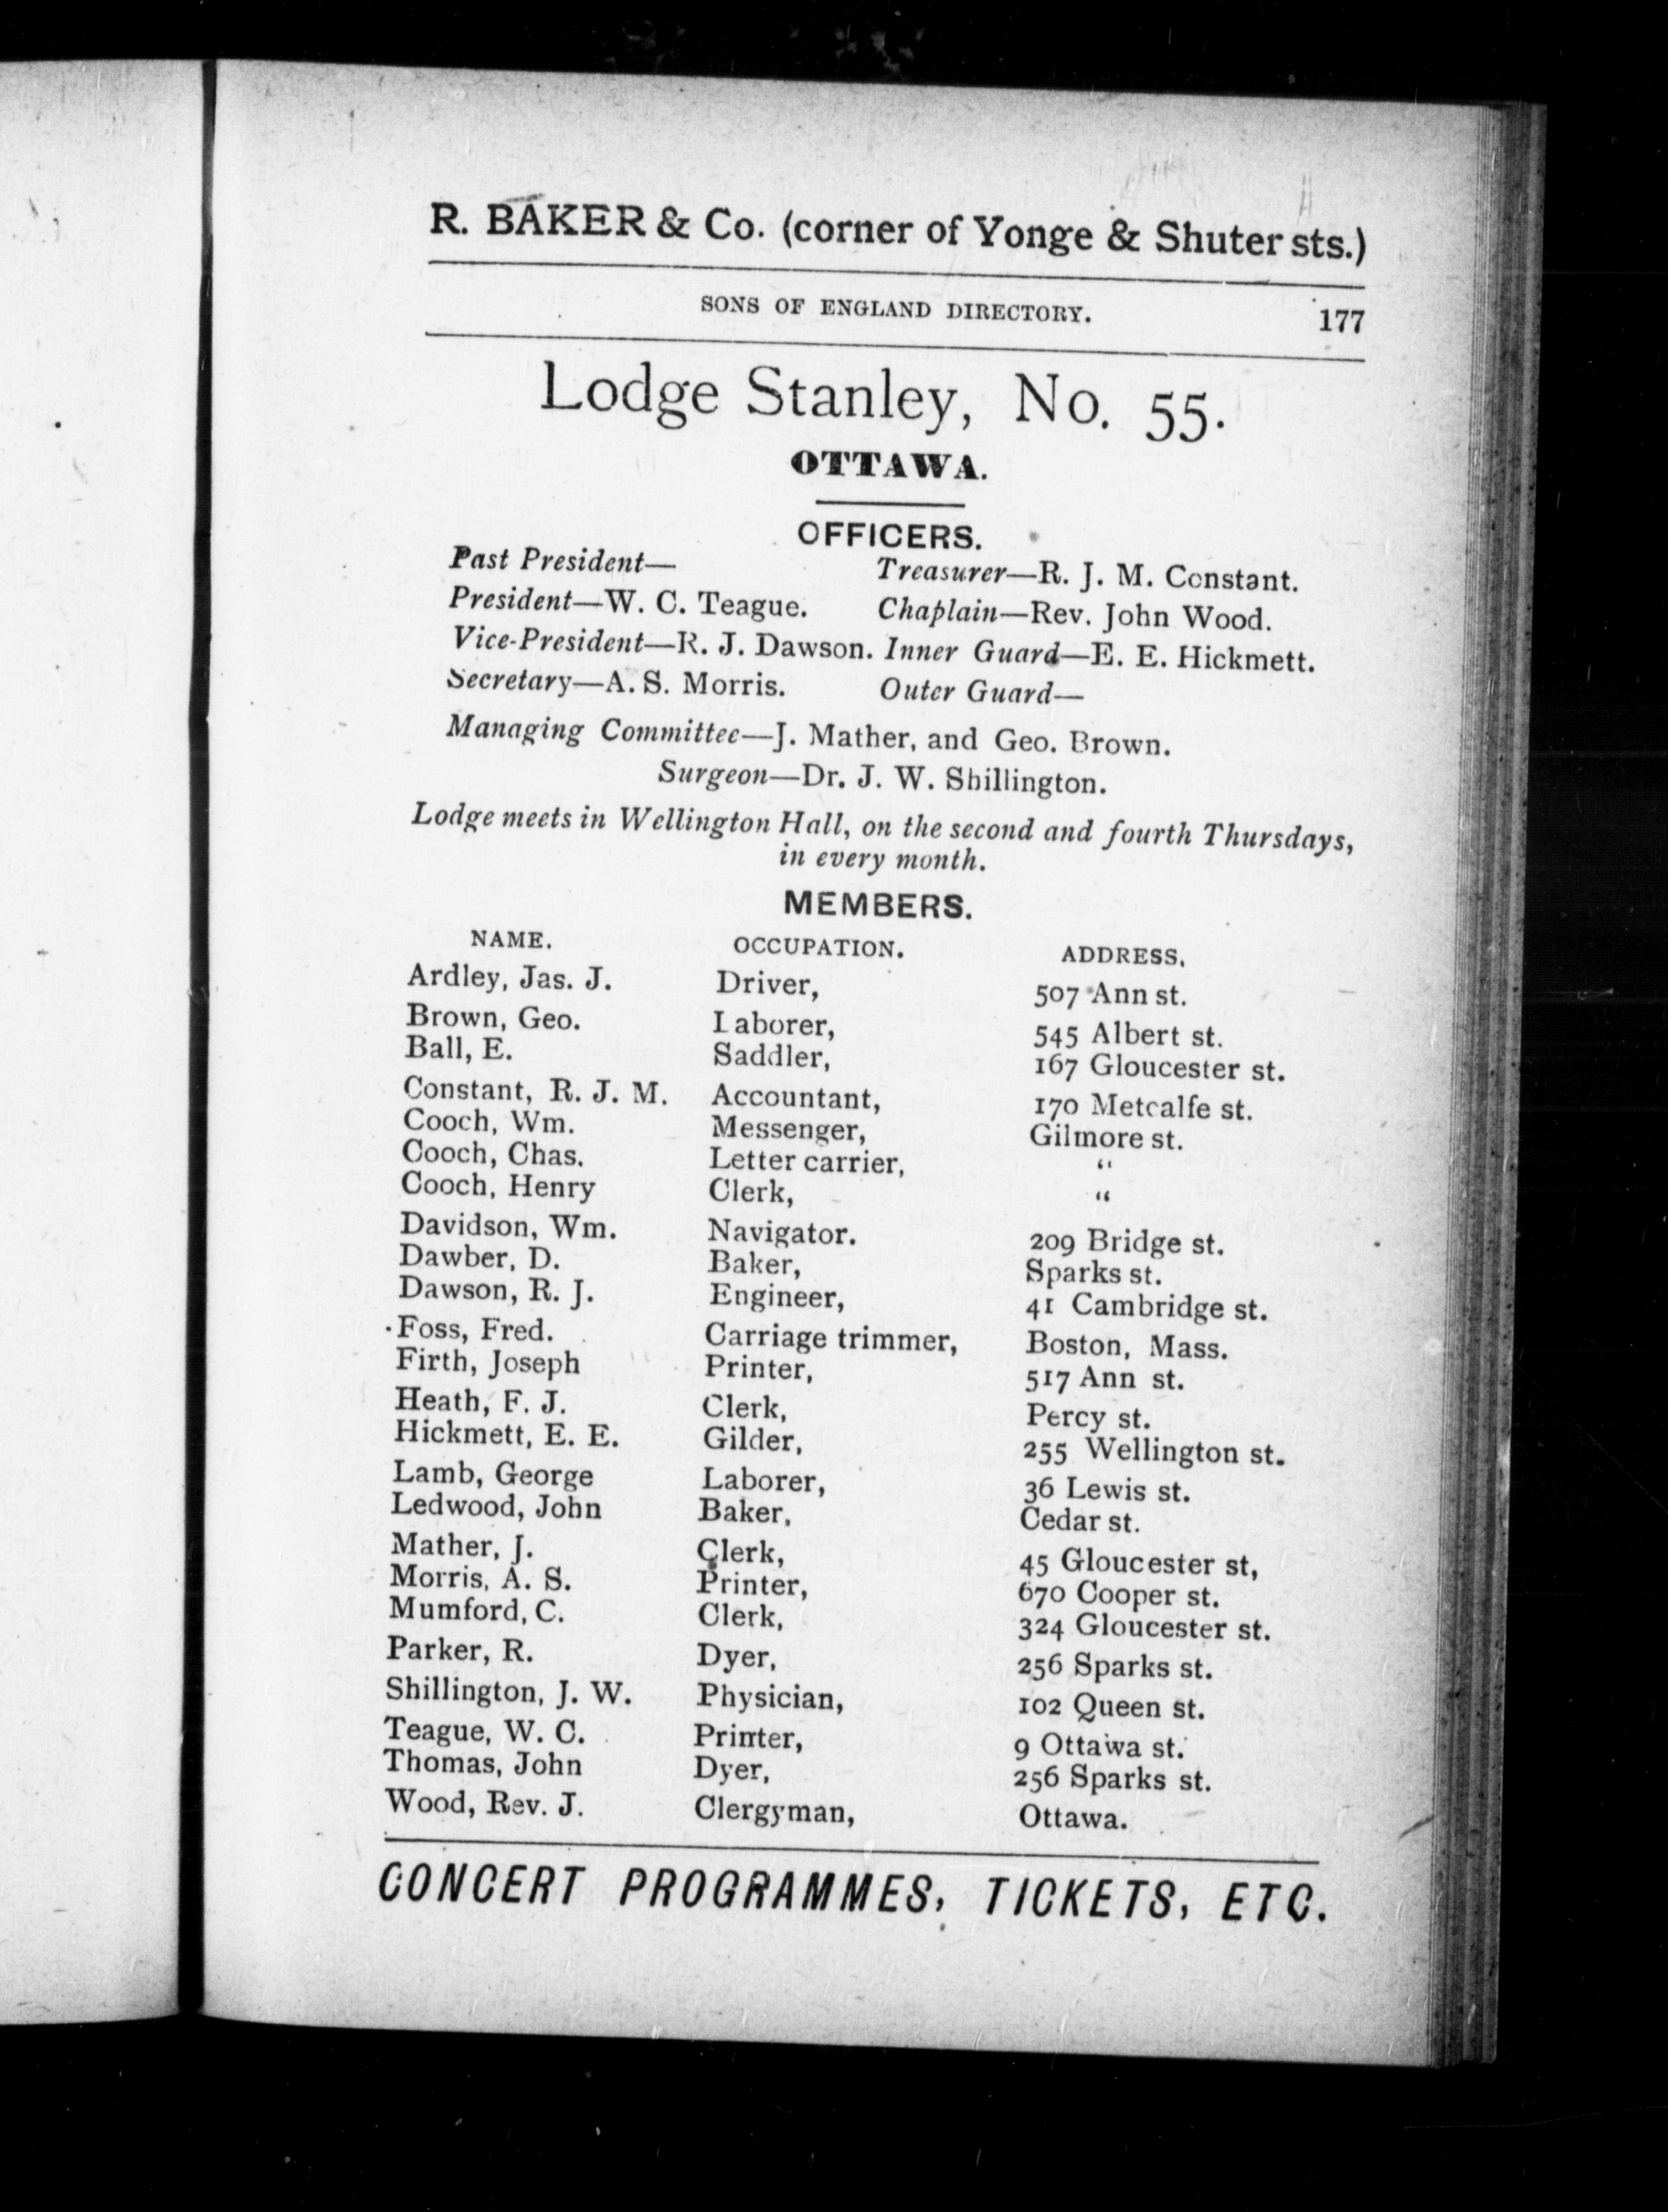 R. BAKER & Co. (corner of Yonge & Shuter sts.)
SONS OF ENGLAND DIRECTORY. 177
Lodge Stanley, No. 55.
OTTAWA.
OFFICERS.
Past President— Treasurer—R. J. M. Constant.
President—W. C. Teague. Chaplain—Rev. John Wood.
Vice-President—R. J. Dawson. Inner Guard—E. E. Hickmett.
Secretary—A. S. Morris. Outer Guard—
Managing Committee—J. Mather, and Geo. Brown.
Surgeon—Dr. J. W. Shillington.
Lodge meets in Wellington Hall, on the second and fourth Thursdays,
in every month.
MEMBERS.
NAME. OCCUPATION. ADDRESS.
Ardley, Jas. J. Driver, 507 Ann st.
Brown, Geo. Laborer, 545 Albert st.
Ball, E. Saddler, 167 Gloucester st.
Constant, R. J. M. Accountant, 170 Metcalfe st.
Cooch, Wm. Messenger, Gilmore st.
Cooch, Chas. Letter carrier, "
Cooch, Henry Clerk, "
Davidson, Wm. Navigator. 209 Bridge st.
Dawber, D. Baker, Sparks st.
Dawson, R. J. Engineer, 41 Cambridge st.
Foss, Fred. Carriage trimmer, Boston, Mass.
Firth, Joseph Printer, 517 Ann st.
Heath, F. J. Clerk, Percy st.
Hickmett, E. E. Gilder, 255 Wellington st.
Lamb, George Laborer, 36 Lewis st.
Ledwood, John Baker, Cedar st.
Mather, J. Clerk, 45 Gloucester st,
Morris, A. S. Printer, 670 Cooper st.
Mumford, C. Clerk, 324 Gloucester st.
Parker, R. Dyer, 256 Sparks st.
Shillington, J. W. Physician, 102 Queen st.
Teague, W. C. Printer, 9 Ottawa st.
Thomas, John Dyer, 256 Sparks st.
Wood, Rev. J. Clergyman, Ottawa.
CONCERT PROGRAMMES, TICKETS, ETC.